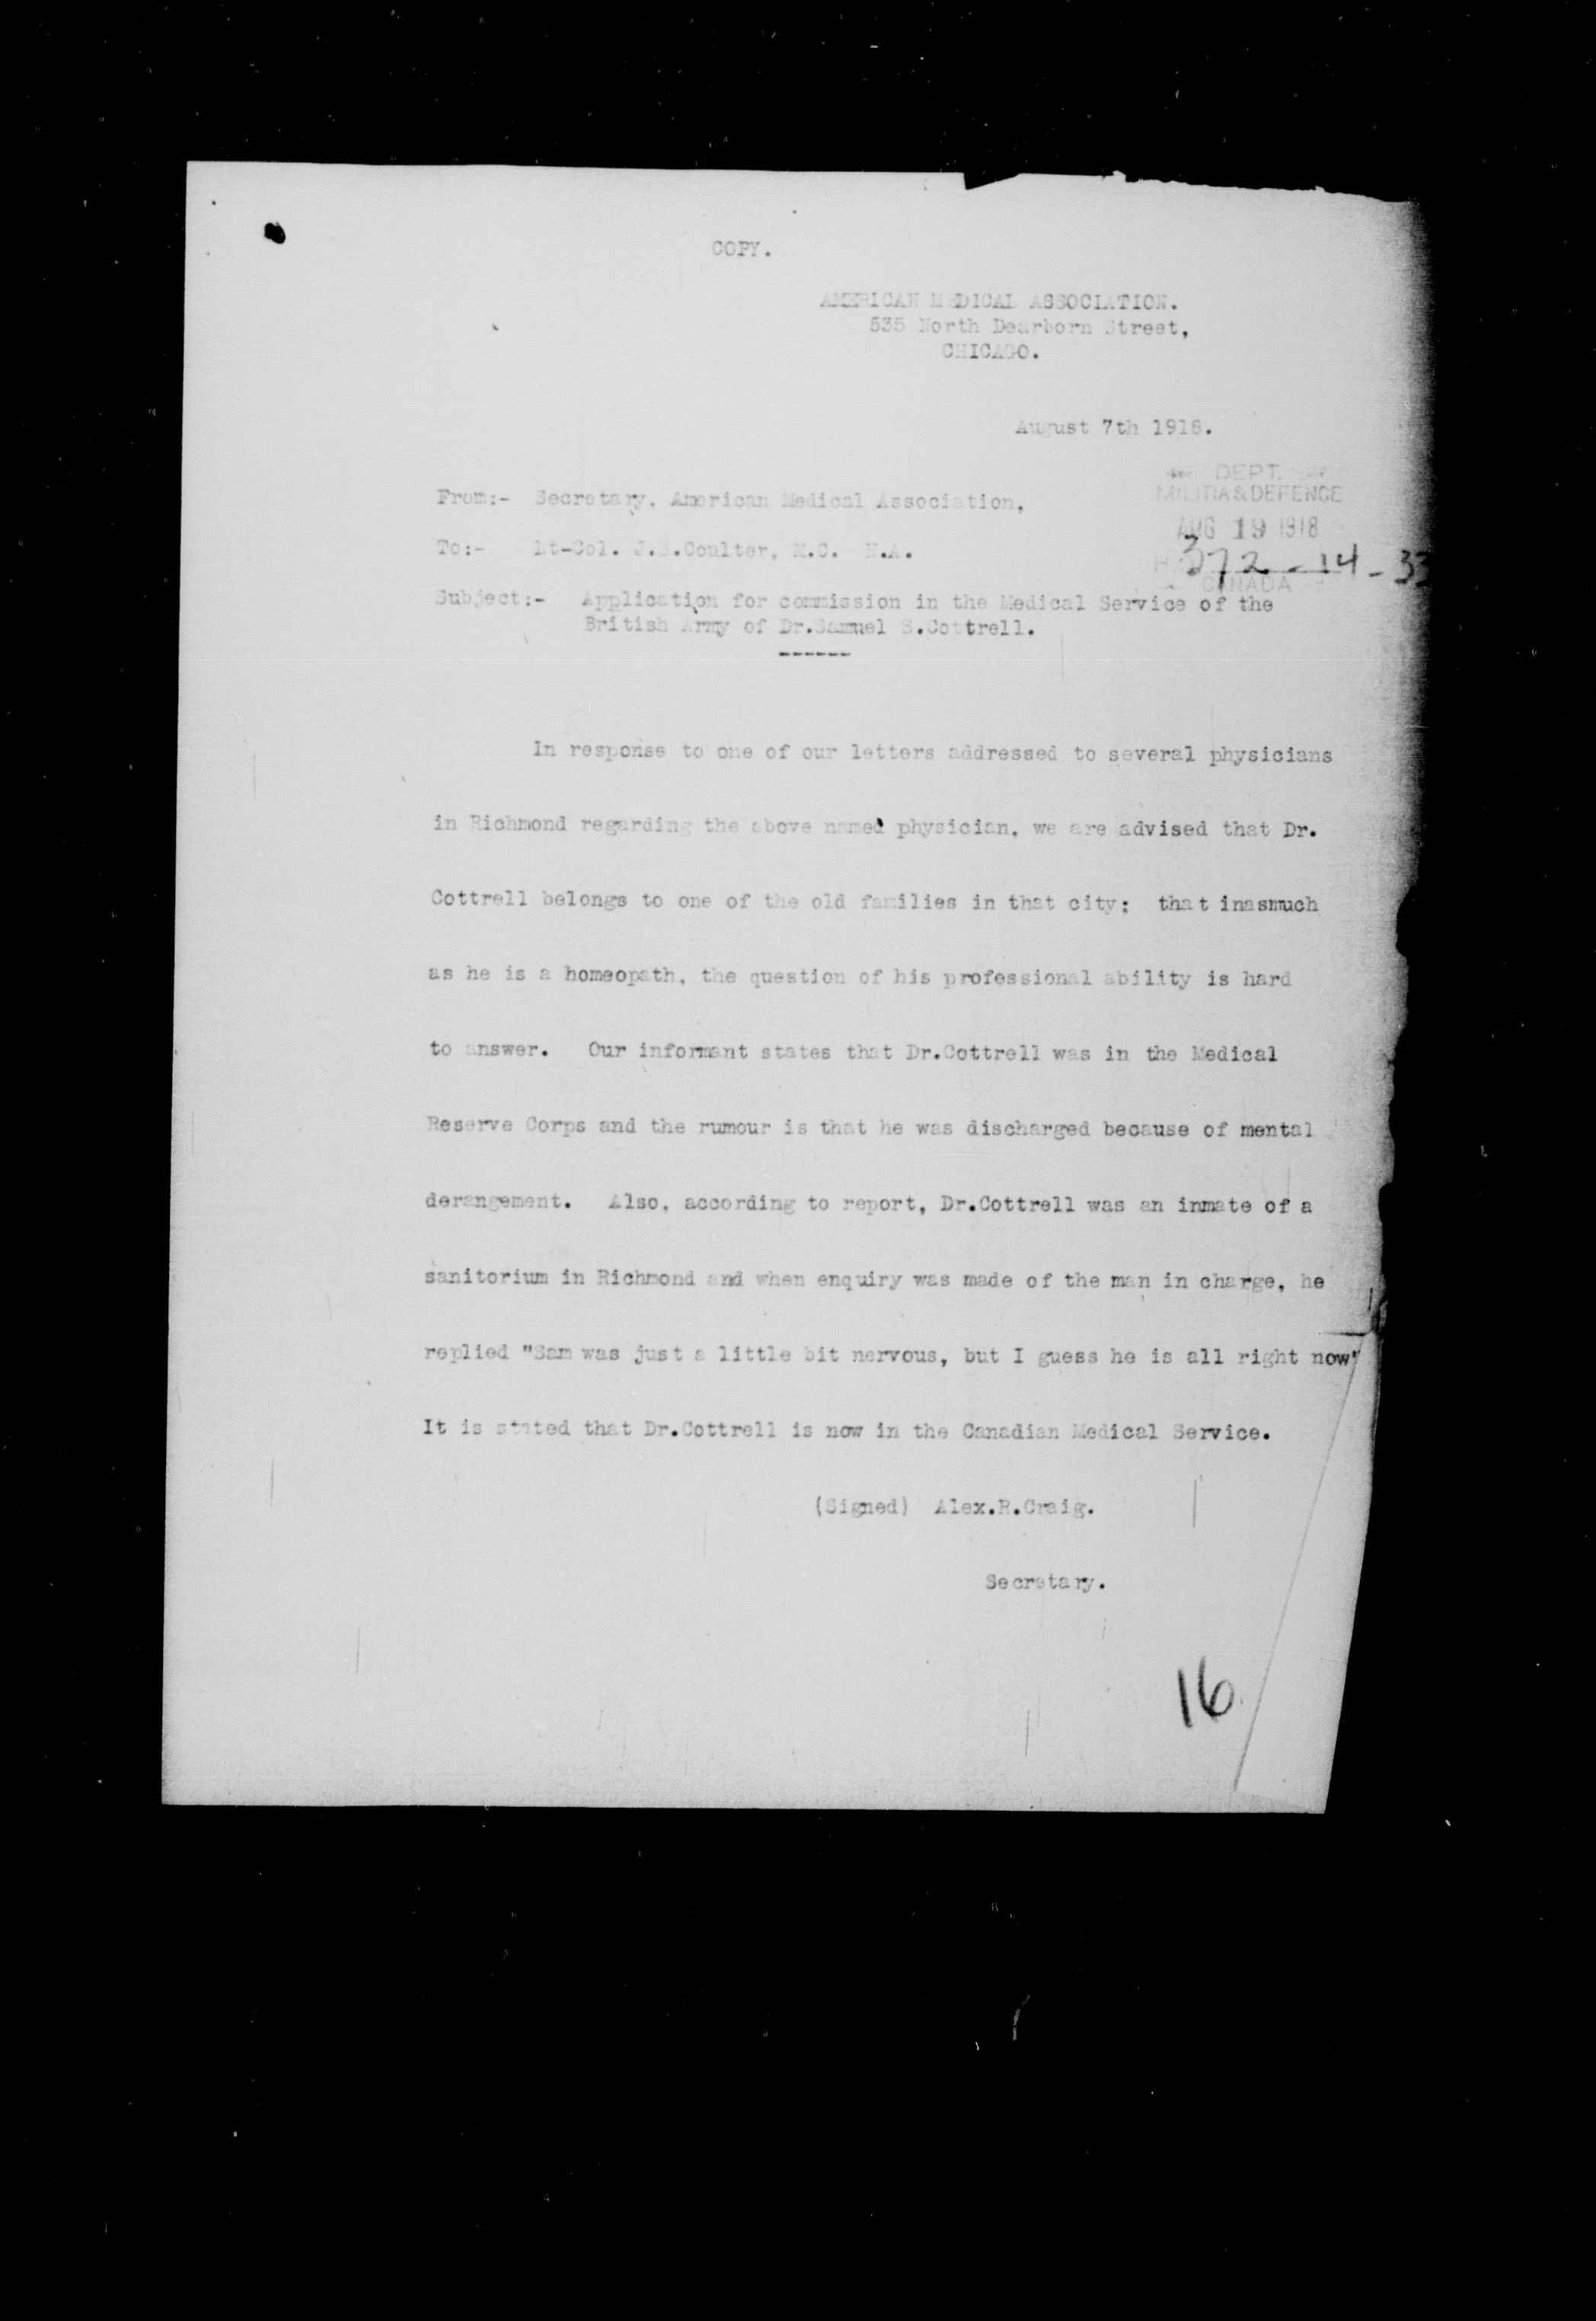 COPY.
AMERICAN MEDICAL ASSOCIATION.
535 North Dearborn Street,
CHICAGO.
August 7th 1918.
DEPT.
MILITIA & DEFENCE
AUG 19 1918
372-14-33
CANADA
From:- Secretary, American Medical Association,
To:- Lt-Col. J.S.Coulter, M.C. N.A.
Subject:- Application for commission in the Medical Service of the
British Army of Dr.Samuel S.Cottrell.
------
In response to one of our letters addressed to several physicians
in Richmond regarding the above named physician, we are advised that Dr.
Cottrell belongs to one of the old families in that city; that inasmuch
as he is a homeopath, the question of his professional ability is hard
to answer. Our informant states that Dr.Cottrell was in the Medical
Reserve Corps and the rumour is that he was discharged because of mental
derangement. Also, according to report, Dr.Cottrell was an inmate of a
sanitorium in Richmond and when enquiry was made of the man in charge, he
replied "Sam was just a little bit nervous, but I guess he is all right now"
It is stated that Dr.Cottrell is now in the Canadian Medical Service.
(Signed) Alex.R.Craig.
Secretary.
16